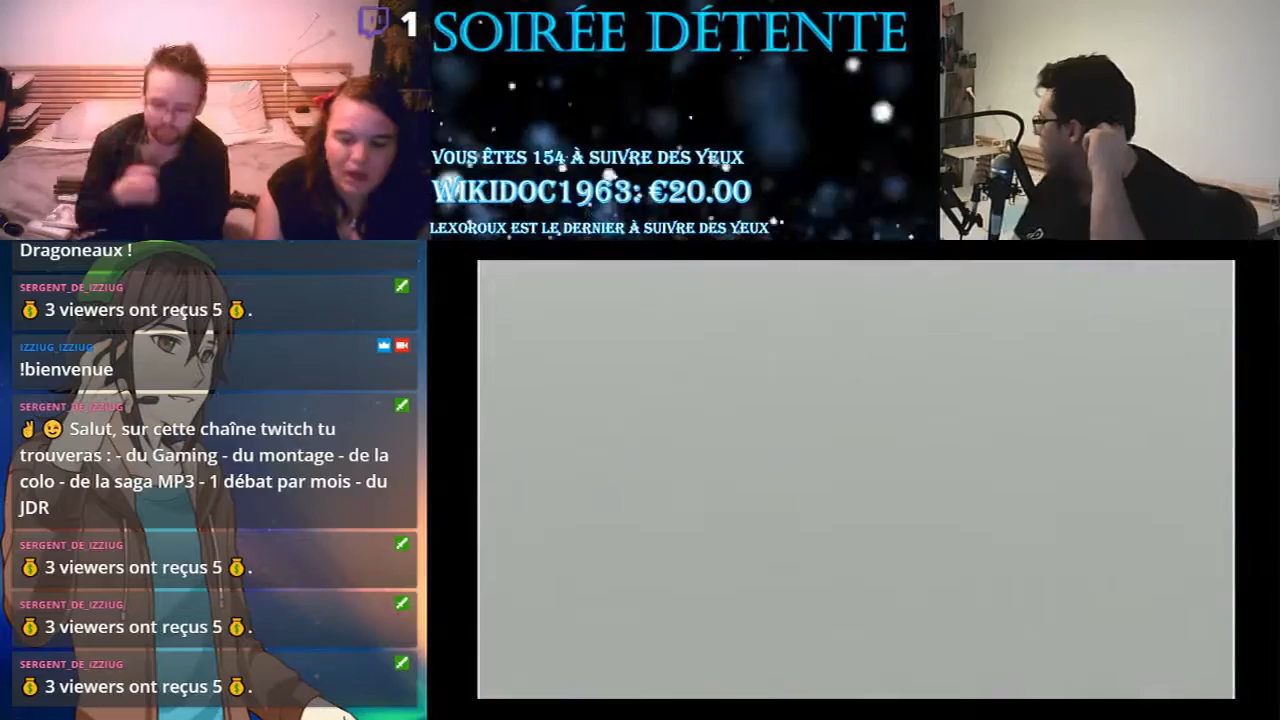 1
SOIRÉE DÉTENTE
VOUS ÊTES 154 À SUIVRE DES YEUX
WIKIDOC1963: €20.00
LEXOROUX EST LE DERNIER À SUIVRE DES YEUX
Dragoneaux !
SERGENT_DE_IZZIUG
💰 3 viewers ont reçus 5 💰.
IZZIUG_IZZIUG
!bienvenue
SERGENT_DE_IZZIUG
✌️ 😉 Salut, sur cette chaîne twitch tu
trouveras : - du Gaming - du montage - de la
colo - de la saga MP3 - 1 débat par mois - du
JDR
SERGENT_DE_IZZIUG
💰 3 viewers ont reçus 5 💰.
SERGENT_DE_IZZIUG
💰 3 viewers ont reçus 5 💰.
SERGENT_DE_IZZIUG
💰 3 viewers ont reçus 5 💰.